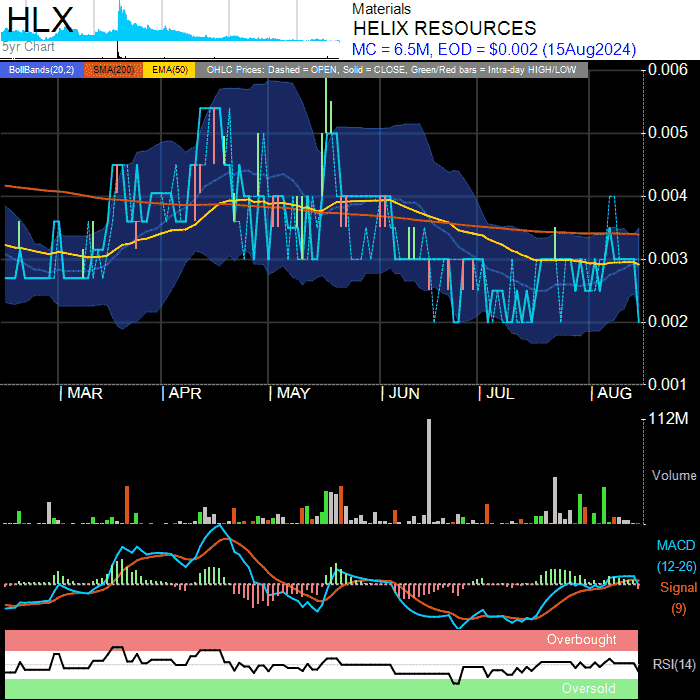 HLX
5yr Chart
Materials
HELIX RESOURCES
MC = 6.5M, EOD = $0.002 (15Aug2024)
BollBands(20,2) SMA(200) EMA(50) OHLC Prices: Dashed = OPEN, Solid = CLOSE, Green/Red bars = Intra-day HIGH/LOW
0.006
0.005
0.004
0.003
0.002
0.001
MAR APR MAY JUN JUL AUG
112M
Volume
MACD
(12-26)
Signal
(9)
Overbought
RSI(14)
Oversold